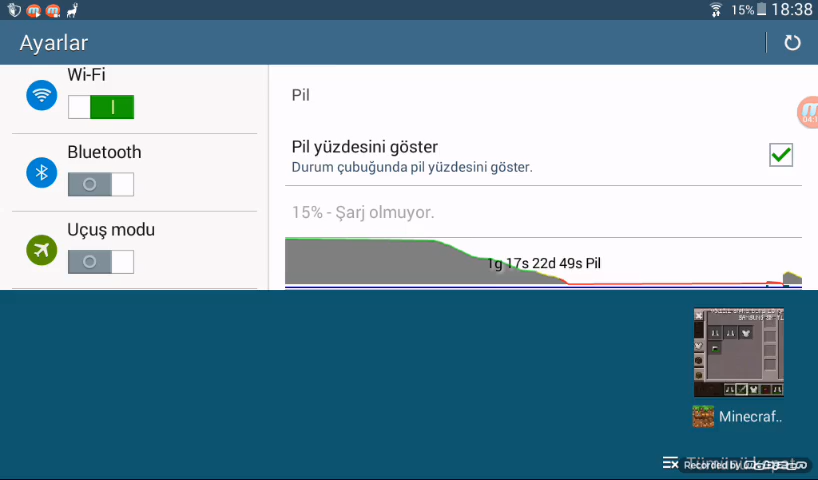 15% 18:38
Ayarlar
Wi-Fi
Bluetooth
Uçuş modu
Pil
Pil yüzdesini göster
Durum çubuğunda pil yüzdesini göster.
15% - Şarj olmuyor.
1g 17s 22d 49s Pil
Minecraf..
Recorded by